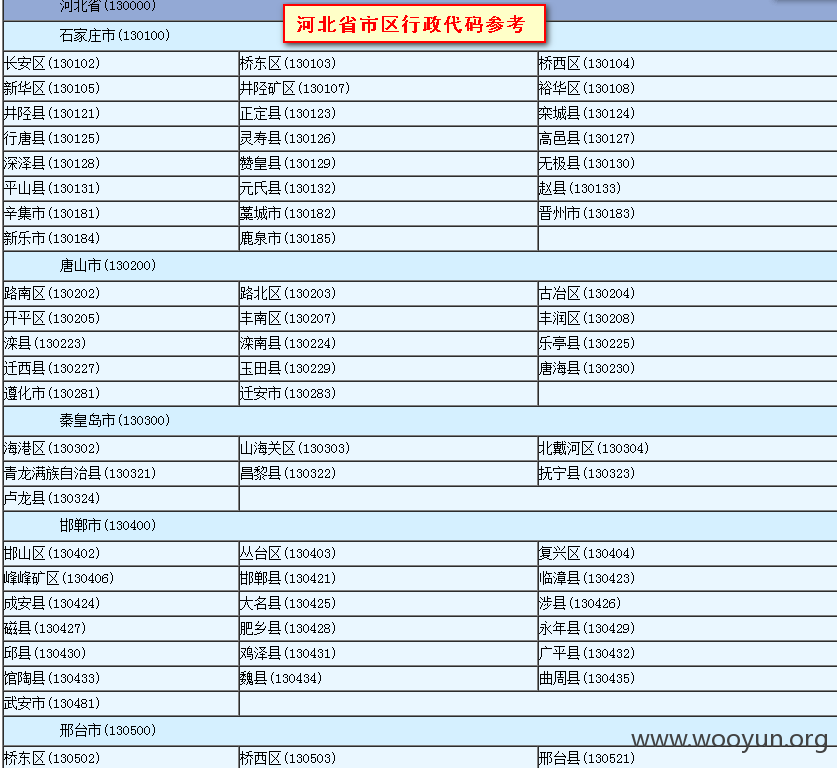 河北省(130000)
河北省市区行政代码参考
石家庄市(130100)
长安区(130102) 桥东区(130103) 桥西区(130104)
新华区(130105) 井陉矿区(130107) 裕华区(130108)
井陉县(130121) 正定县(130123) 栾城县(130124)
行唐县(130125) 灵寿县(130126) 高邑县(130127)
深泽县(130128) 赞皇县(130129) 无极县(130130)
平山县(130131) 元氏县(130132) 赵县(130133)
辛集市(130181) 藁城市(130182) 晋州市(130183)
新乐市(130184) 鹿泉市(130185)
唐山市(130200)
路南区(130202) 路北区(130203) 古冶区(130204)
开平区(130205) 丰南区(130207) 丰润区(130208)
滦县(130223) 滦南县(130224) 乐亭县(130225)
迁西县(130227) 玉田县(130229) 唐海县(130230)
遵化市(130281) 迁安市(130283)
秦皇岛市(130300)
海港区(130302) 山海关区(130303) 北戴河区(130304)
青龙满族自治县(130321) 昌黎县(130322) 抚宁县(130323)
卢龙县(130324)
邯郸市(130400)
邯山区(130402) 丛台区(130403) 复兴区(130404)
峰峰矿区(130406) 邯郸县(130421) 临漳县(130423)
成安县(130424) 大名县(130425) 涉县(130426)
磁县(130427) 肥乡县(130428) 永年县(130429)
邱县(130430) 鸡泽县(130431) 广平县(130432)
馆陶县(130433) 魏县(130434) 曲周县(130435)
武安市(130481)
邢台市(130500)
www.wooyun.org
桥东区(130502) 桥西区(130503) 邢台县(130521)